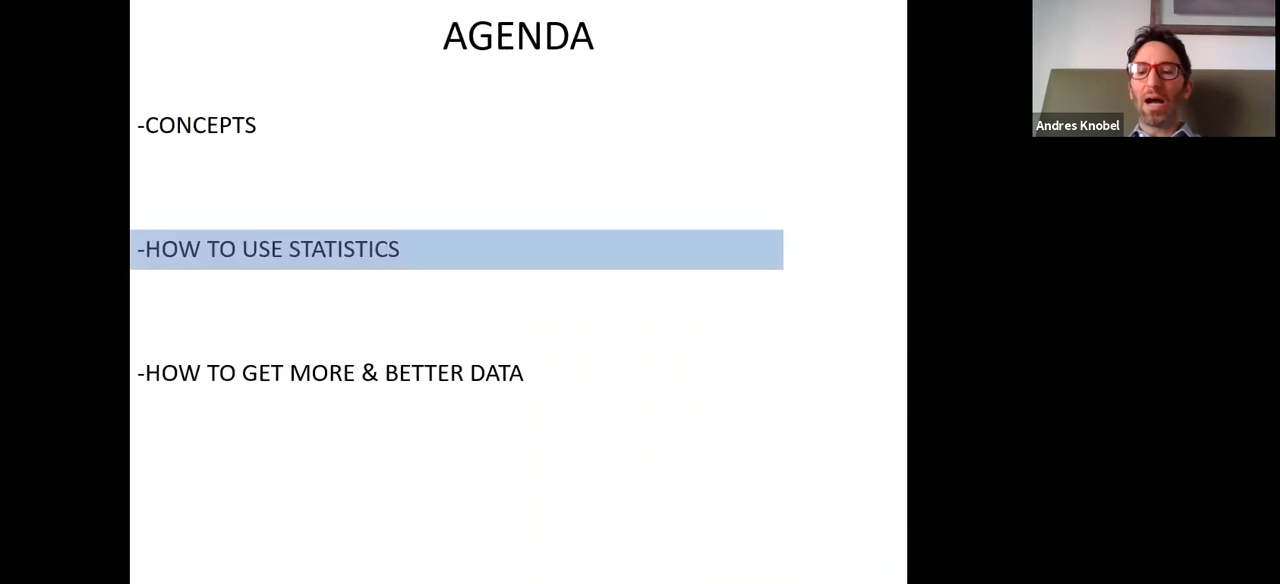 AGENDA
-CONCEPTS
-HOW TO USE STATISTICS
-HOW TO GET MORE & BETTER DATA
Andres Knobel